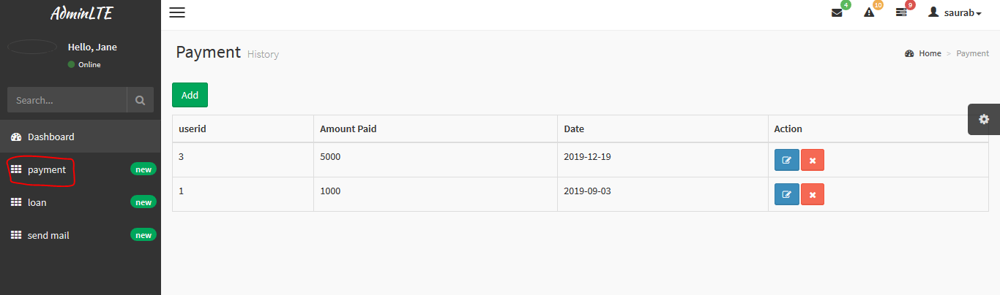 AdminLTE
4
10
9
saurab
Hello, Jane
Online
Search...
Dashboard
payment new
loan new
send mail new
Payment History
Home > Payment
Add
userid Amount Paid Date Action
3 5000 2019-12-19
1 1000 2019-09-03